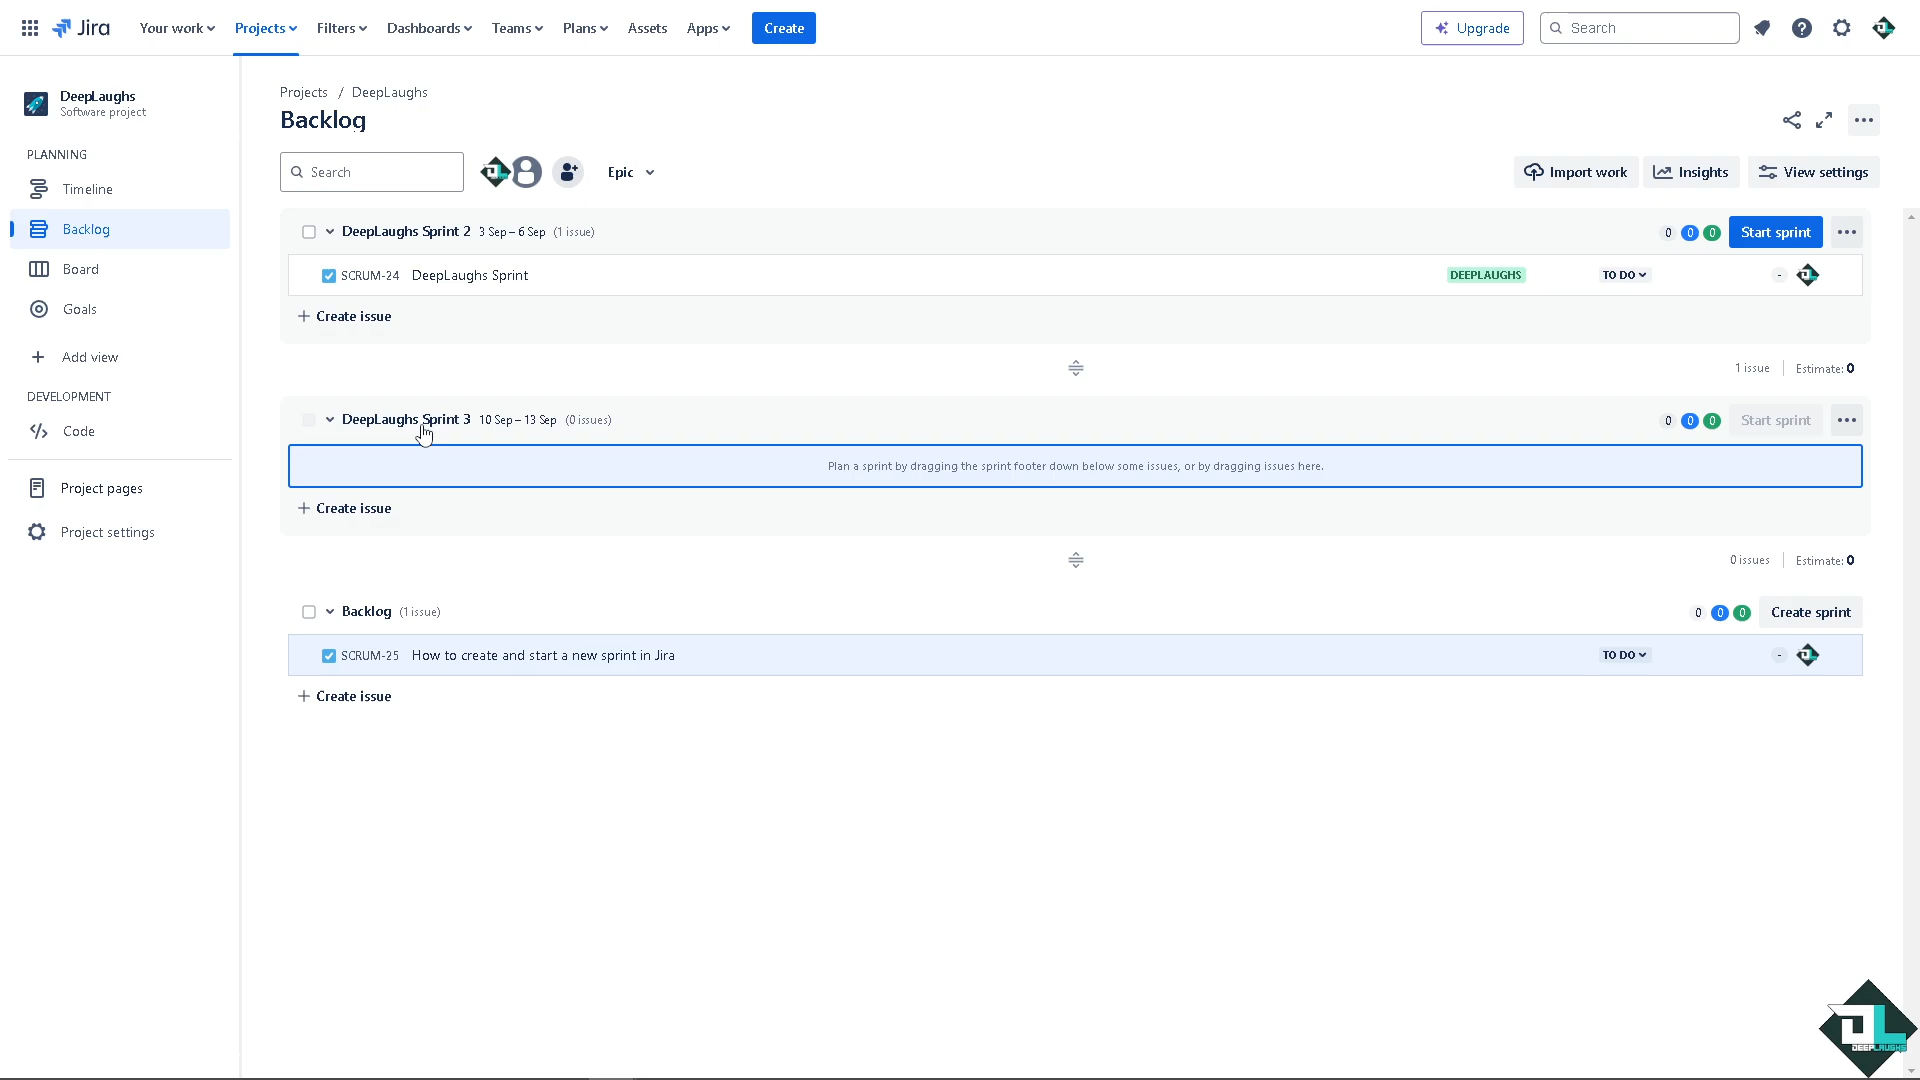 Jira Your work Projects Filters Dashboards Teams Plans Assets Apps Create Upgrade Search
DeepLaughs
Software project
PLANNING
Timeline
Backlog
Board
Goals
Add view
DEVELOPMENT
Code
Project pages
Project settings
Projects / DeepLaughs
Backlog
Search Epic Import work Insights View settings
DeepLaughs Sprint 2 3 Sep – 6 Sep (1 issue) 0 0 0 Start sprint
SCRUM-24 DeepLaughs Sprint DEEPLAUGHS TO DO -
+ Create issue
1 issue Estimate: 0
DeepLaughs Sprint 3 10 Sep – 13 Sep (0 issues) 0 0 0 Start sprint
Plan a sprint by dragging the sprint footer down below some issues, or by dragging issues here.
+ Create issue
0 issues Estimate: 0
Backlog (1 issue) 0 0 0 Create sprint
SCRUM-25 How to create and start a new sprint in Jira TO DO -
+ Create issue
DEEPLAUGHS